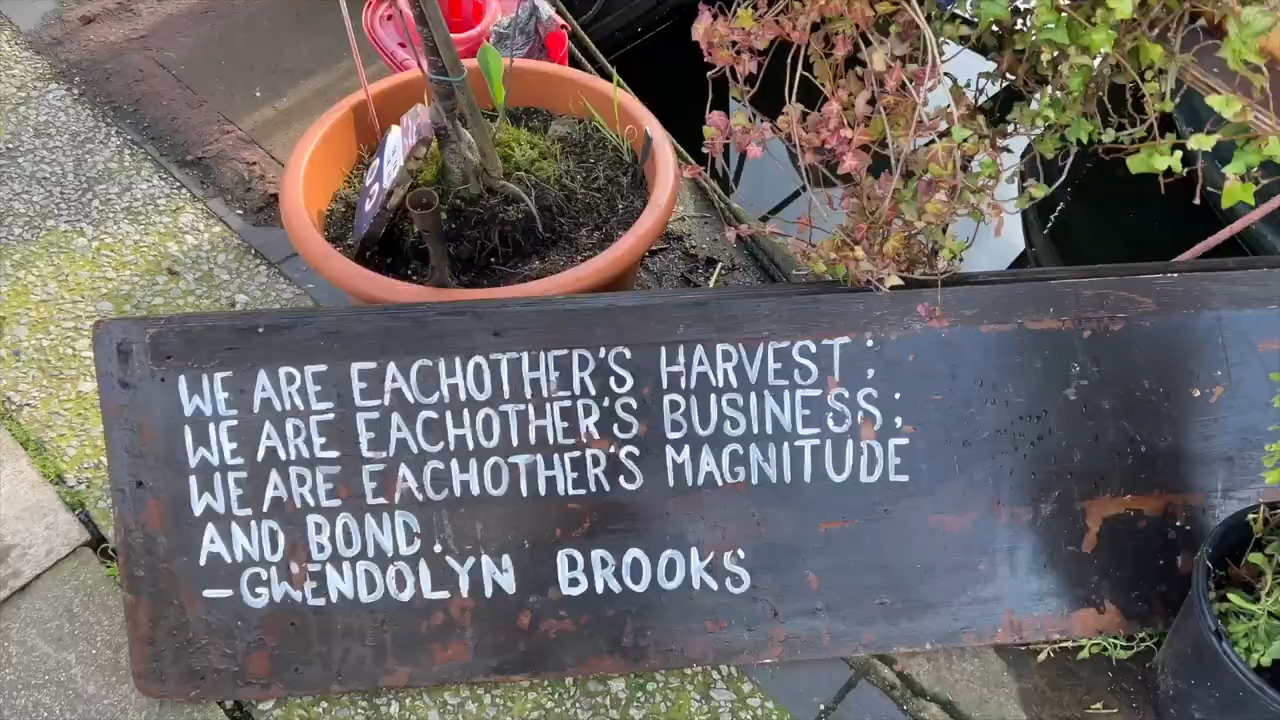 WE ARE EACHOTHER'S HARVEST;
WE ARE EACHOTHER'S BUSINESS;
WE ARE EACHOTHER'S MAGNITUDE
AND BOND.
–GWENDOLYN BROOKS